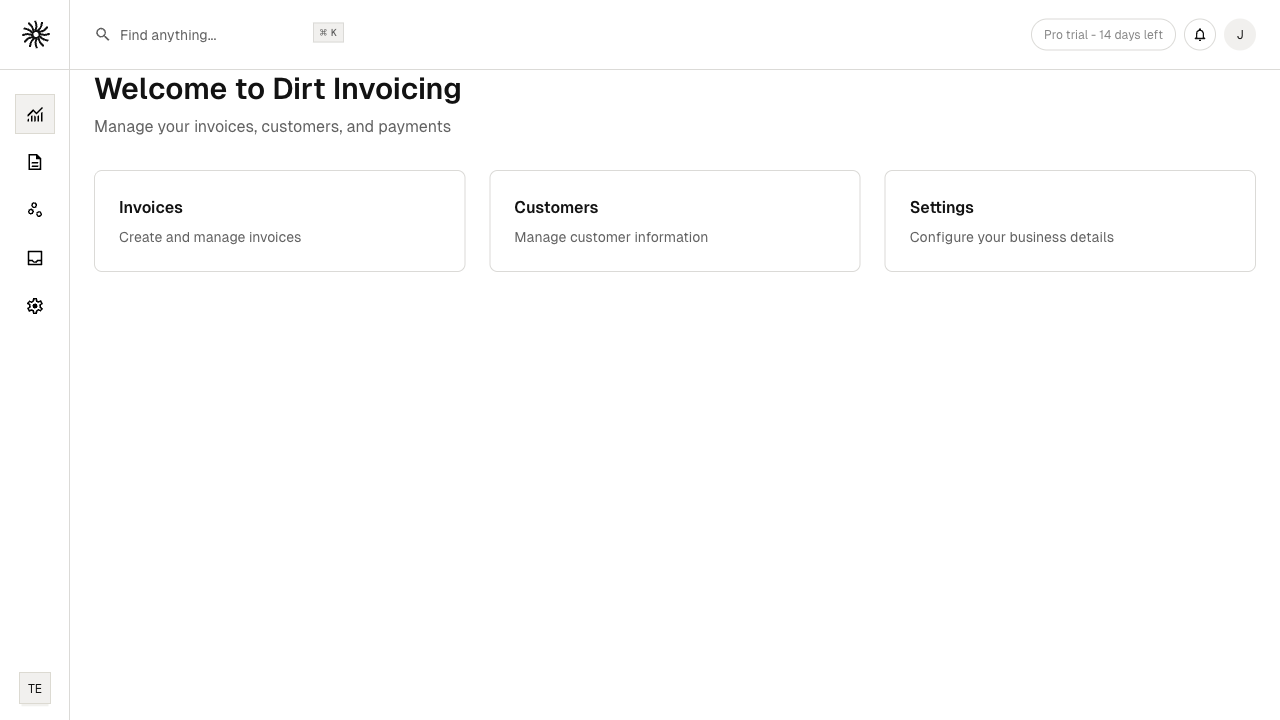 Find anything...
⌘ K
Pro trial - 14 days left
J
Welcome to Dirt Invoicing
Manage your invoices, customers, and payments
Invoices
Create and manage invoices
Customers
Manage customer information
Settings
Configure your business details
TE